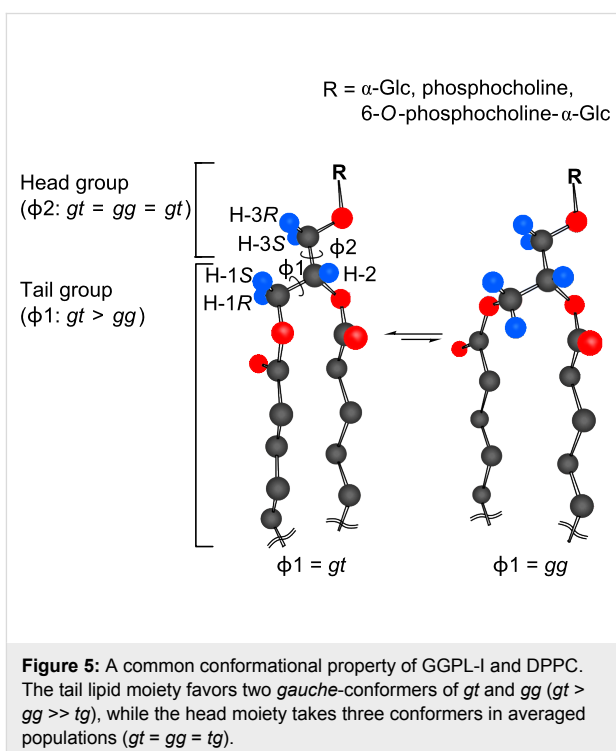 R = α-Glc, phosphocholine,
6-O-phosphocholine-α-Glc
R
R
Head group
(ϕ2: gt = gg = gt)
H-3R
H-3S
ϕ2
ϕ1
H-2
H-1S
H-1R
Tail group
(ϕ1: gt > gg)
ϕ1 = gt
ϕ1 = gg
Figure 5: A common conformational property of GGPL-I and DPPC.
The tail lipid moiety favors two gauche-conformers of gt and gg (gt >
gg >> tg), while the head moiety takes three conformers in averaged
populations (gt = gg = tg).